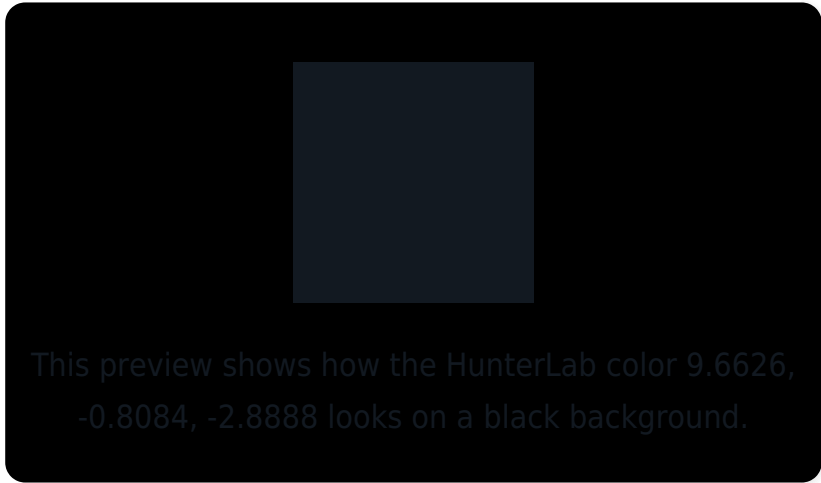 This preview shows how the HunterLab color 9.6626,
-0.8084, -2.8888 looks on a black background.